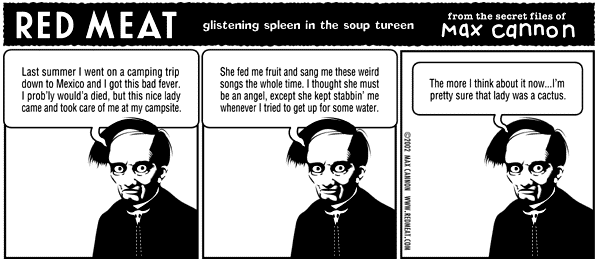 RED MEAT
glistening spleen in the soup tureen
from the secret files of
Max cannon
Last summer I went on a camping trip
down to Mexico and I got this bad fever.
I prob'ly would'a died, but this nice lady
came and took care of me at my campsite.
She fed me fruit and sang me these weird
songs the whole time. I thought she must
be an angel, except she kept stabbin' me
whenever I tried to get up for some water.
The more I think about it now...I'm
pretty sure that lady was a cactus.
©2002 MAX CANNON WWW.REDMEAT.COM